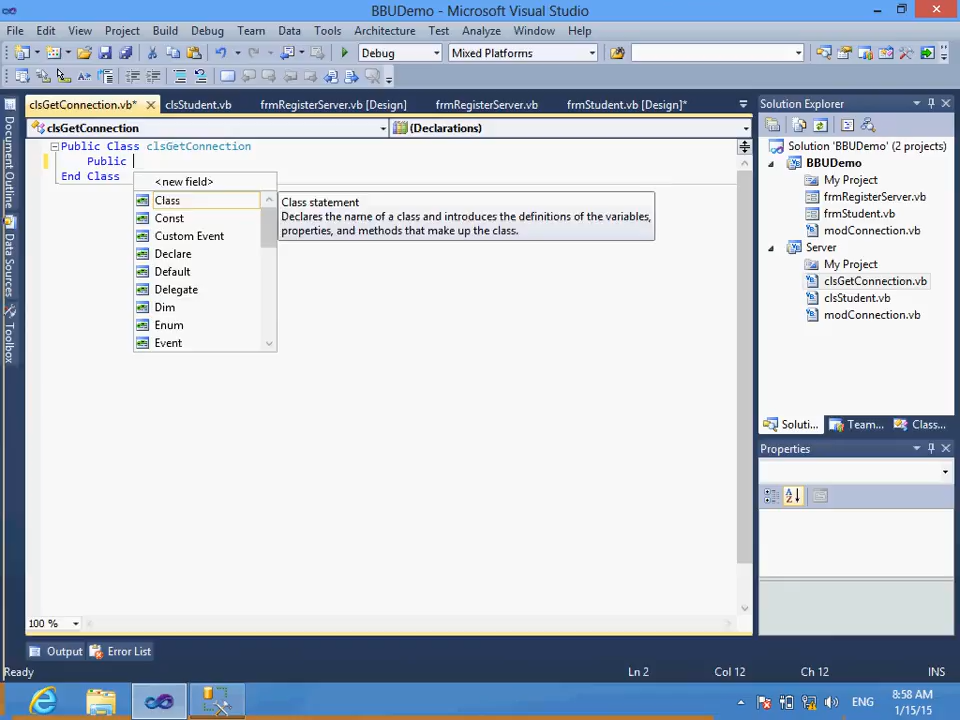 BBUDemo - Microsoft Visual Studio
File Edit View Project Build Debug Team Data Tools Architecture Test Analyze Window Help
Debug Mixed Platforms
clsGetConnection.vb* clsStudent.vb frmRegisterServer.vb [Design] frmRegisterServer.vb frmStudent.vb [Design]*
clsGetConnection (Declarations)
Public Class clsGetConnection
Public
End Class
<new field>
Class
Const
Custom Event
Declare
Default
Delegate
Dim
Enum
Event
Class statement
Declares the name of a class and introduces the definitions of the variables,
properties, and methods that make up the class.
Document Outline
Data Sources
Toolbox
Solution Explorer
Solution 'BBUDemo' (2 projects)
BBUDemo
My Project
frmRegisterServer.vb
frmStudent.vb
modConnection.vb
Server
My Project
clsGetConnection.vb
clsStudent.vb
modConnection.vb
Soluti... Team... Class...
Properties
100 %
Output Error List
Ready Ln 2 Col 12 Ch 12 INS
ENG
8:58 AM
1/15/15